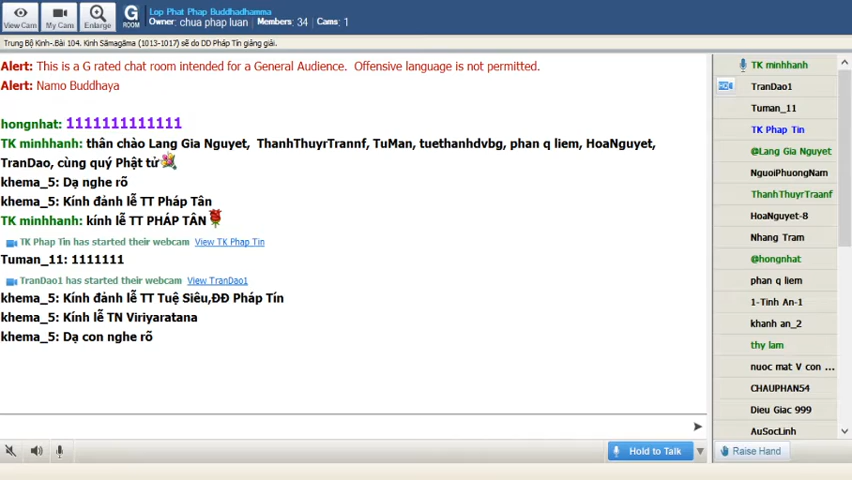 View Cam
My Cam
Enlarge
G
ROOM
Lop Phat Phap Buddhadhamma
Owner: chua phap luan Members: 34 Cams: 1
Trung Bộ Kinh-.Bài 104. Kinh Sāmagāma (1013-1017) sẽ do DD Pháp Tín giảng giải.
Alert: This is a G rated chat room intended for a General Audience. Offensive language is not permitted.
Alert: Namo Buddhaya
hongnhat: 1111111111111
TK minhhanh: thân chào Lang Gia Nguyet, ThanhThuyrTrannf, TuMan, tuethanhdvbg, phan q liem, HoaNguyet,
TranDao, cùng quý Phật tử
khema_5: Dạ nghe rõ
khema_5: Kính đảnh lễ TT Pháp Tân
TK minhhanh: kính lễ TT PHÁP TÂN
TK Phap Tin has started their webcam View TK Phap Tin
Tuman_11: 1111111
TranDao1 has started their webcam View TranDao1
khema_5: Kính đảnh lễ TT Tuệ Siêu,ĐĐ Pháp Tín
khema_5: Kính lễ TN Viriyaratana
khema_5: Dạ con nghe rõ
TK minhhanh
TranDao1
Tuman_11
TK Phap Tin
@Lang Gia Nguyet
NguoiPhuongNam
ThanhThuyrTraanf
HoaNguyet-8
Nhang Tram
@hongnhat
phan q liem
1-Tinh An-1
khanh an_2
thy lam
nuoc mat V con ...
CHAUPHAN54
Dieu Giac 999
AuSocLinh
Hold to Talk
Raise Hand